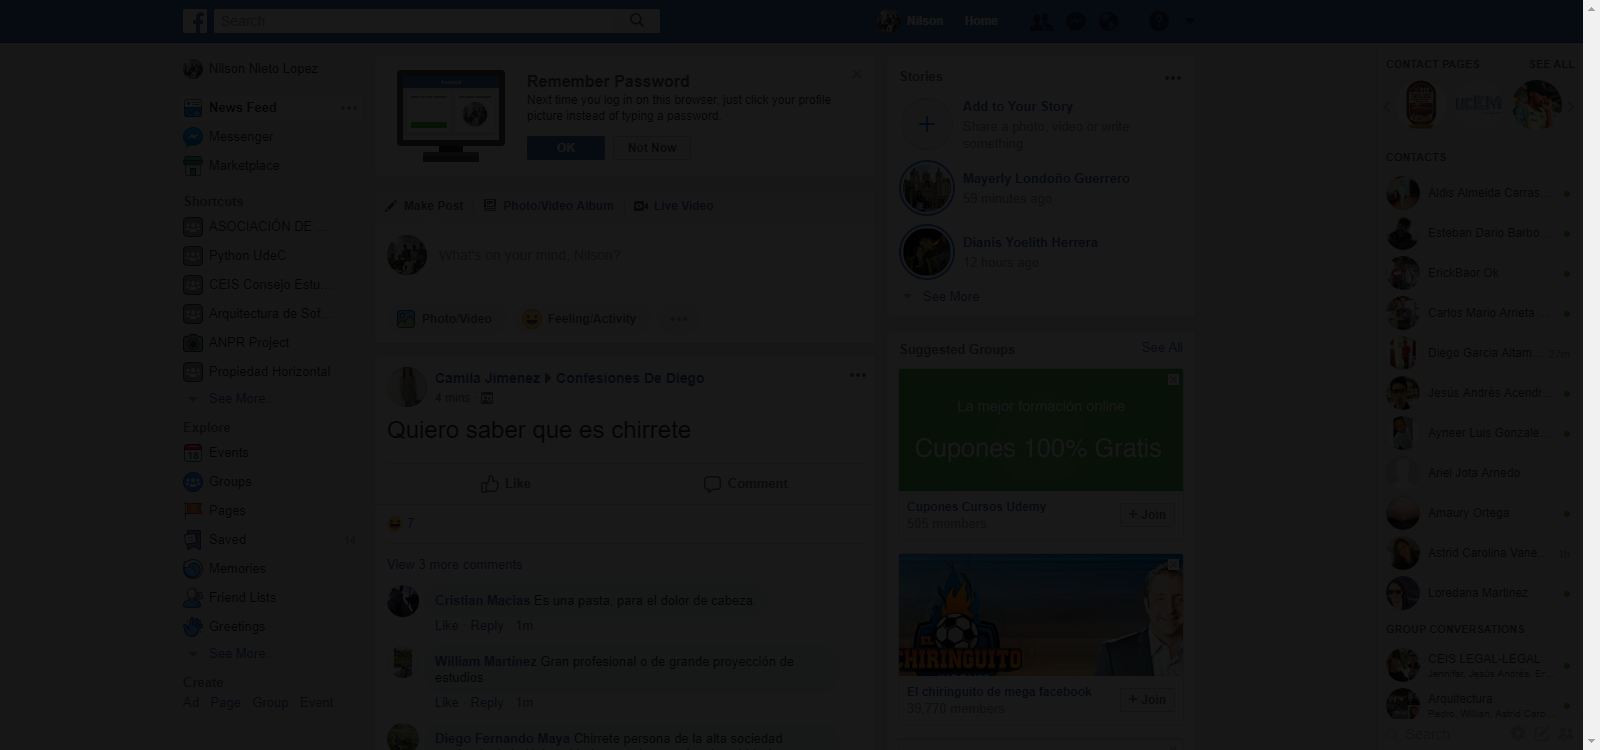 Search
Nilson
Home
Nilson Nieto Lopez
News Feed
Messenger
Marketplace
Shortcuts
ASOCIACIÓN DE ...
Python UdeC
CEIS Consejo Estu...
Arquitectura de Sof...
ANPR Project
Propiedad Horizontal
See More...
Explore
Events
18
Groups
Pages
Saved 14
Memories
Friend Lists
Greetings
See More...
Create
Ad Page Group Event
Remember Password
Next time you log in on this browser, just click your profile
picture instead of typing a password.
OK Not Now
Make Post Photo/Video Album Live Video
What's on your mind, Nilson?
Photo/Video Feeling/Activity
Camila Jimenez Confesiones De Diego
4 mins
Quiero saber que es chirrete
Like Comment
7
View 3 more comments
Cristian Macias Es una pasta, para el dolor de cabeza.
Like · Reply · 1m
William Martinez Gran profesional o de grande proyección de
estudios
Like · Reply · 1m
Diego Fernando Maya Chirrete persona de la alta sociedad
Stories
Add to Your Story
Share a photo, video or write
something
Mayerly Londoño Guerrero
59 minutes ago
Dianis Yoelith Herrera
12 hours ago
See More
Suggested Groups See All
La mejor formación online
Cupones 100% Gratis
Cupones Cursos Udemy
595 members
+ Join
EL
CHIRINGUITO
El chiringuito de mega facebook
39,770 members
+ Join
CONTACT PAGES SEE ALL
CONTACTS
Aldis Almeida Carras...
Esteban Dario Barbo...
ErickBaor Ok
Carlos Mario Arrieta...
Diego Garcia Altam...
Jesús Andrés Acendr...
Ayneer Luis Gonzale...
Ariel Jota Arnedo
Amaury Ortega
Astrid Carolina Vane...
Loredana Martinez
GROUP CONVERSATIONS
CEIS LEGAL-LEGAL
Jennifer, Jesús Andrés, Er...
Arquitectura
Pedro, Willian, Astrid Caro...
Search